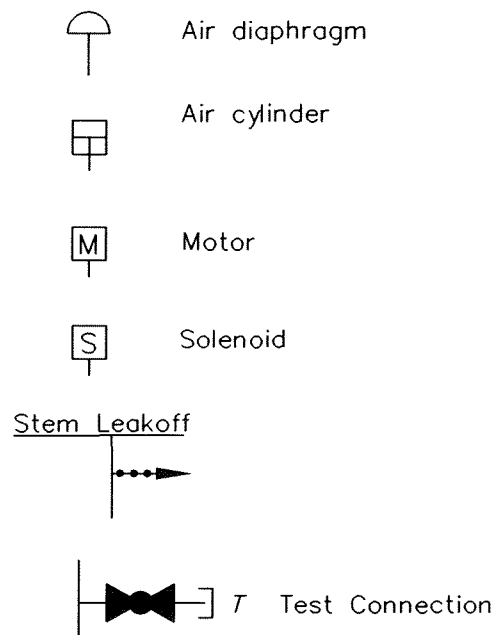 Air diaphragm
Air cylinder
M Motor
S Solenoid
Stem Leakoff
T Test Connection